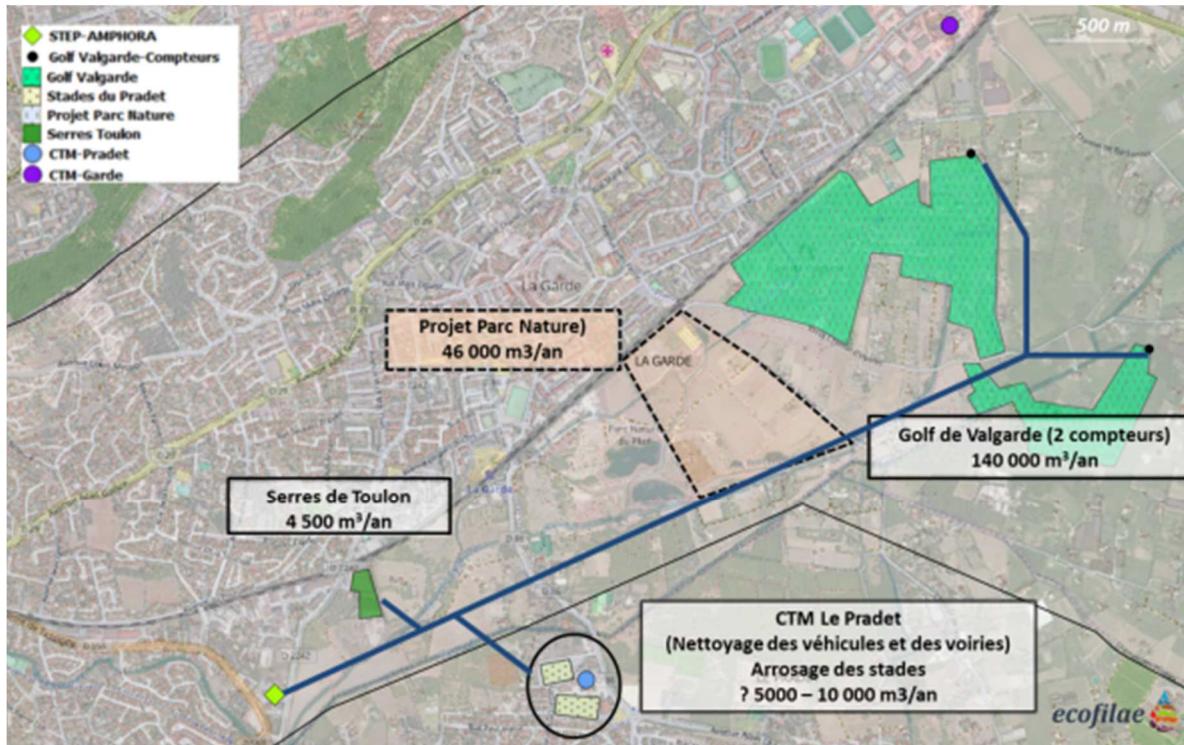 STEP-AMPHORA
Golf Valgarde-Compteurs
Golf Valgarde
Stades du Pradet
Projet Parc Nature
Serres Toulon
CTM-Pradet
CTM-Garde
500 m
La Garde
Projet Parc Nature)
46 000 m3/an
LA GARDE
Golf de Valgarde (2 compteurs)
140 000 m³/an
La Garde
Serres de Toulon
4 500 m³/an
CTM Le Pradet
(Nettoyage des véhicules et des voiries)
Arrosage des stades
? 5000 – 10 000 m3/an
ecofilae